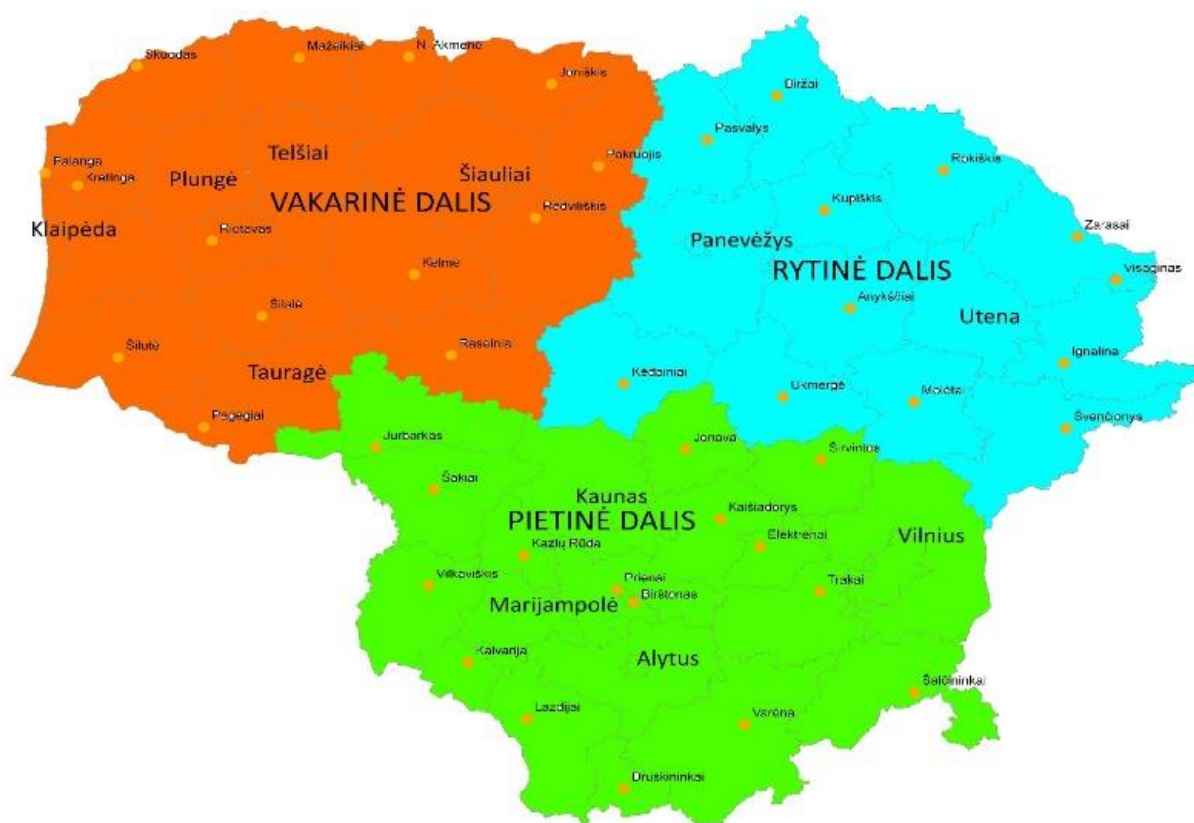 Skuodas
Mažeikiai
N. Akmenė
Joniškis
Biržai
Pasvalys
Palanga
Kretinga
Plungė
Telšiai
Šiauliai
Pakruojis
Rokiškis
VAKARINĖ DALIS
Radviliškis
Kupiškis
Klaipėda
Rietavas
Panevėžys
Zarasai
Kelmė
RYTINĖ DALIS
Visaginas
Šilalė
Anykščiai
Utena
Šilutė
Raseinia
Tauragė
Kėdainiai
Ukmergė
Molėtai
Ignalina
Pagėgiai
Švenčionys
Jurbarkas
Jonava
Širvintos
Šakiai
Kaunas
PIETINĖ DALIS
Kaišiadorys
Elektrėnai
Vilnius
Kazlų Rūda
Vilkaviškis
Prienai
Trakai
Marijampolė
Birštonas
Kalvarija
Alytus
Šalčininkai
Lazdijai
Varėna
Druskininkai